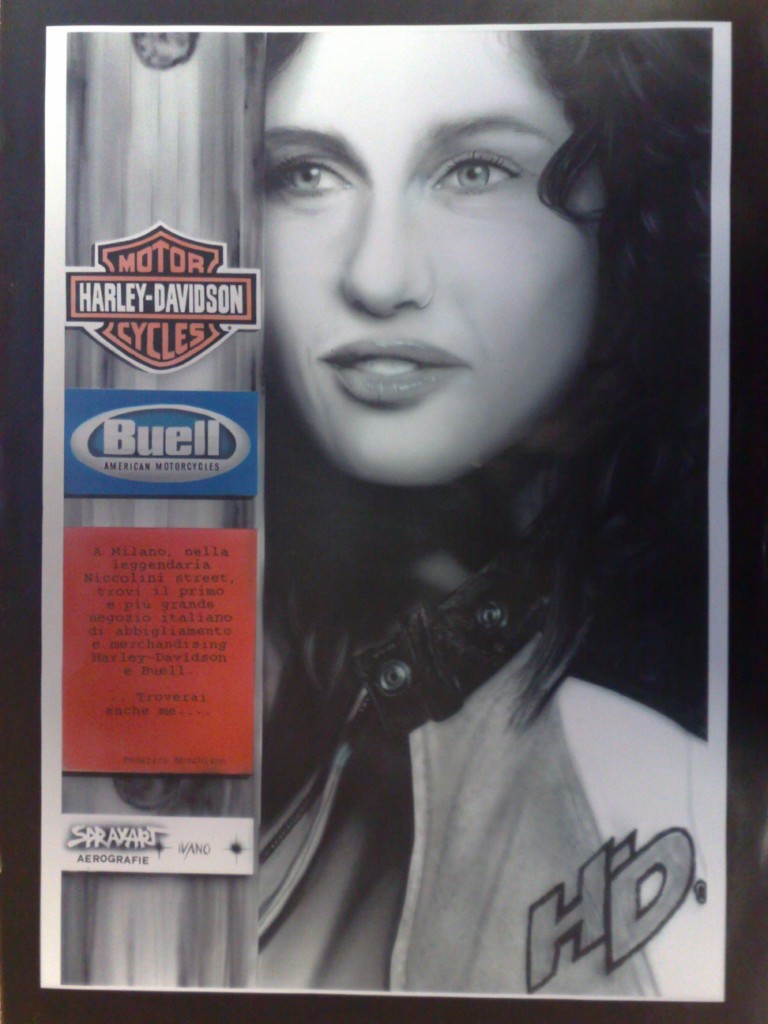 MOTOR
HARLEY-DAVIDSON
CYCLES
Buell
AMERICAN MOTORCYCLES
A Milano, nella
leggendaria
Niccolini street,
trovi il primo
e più grande
negozio italiano
di abbigliamento
e merchandising
Harley-Davidson
e Buell.
.. Troverai
anche me....
SPRAYART
IVANO
AEROGRAFIE
HD